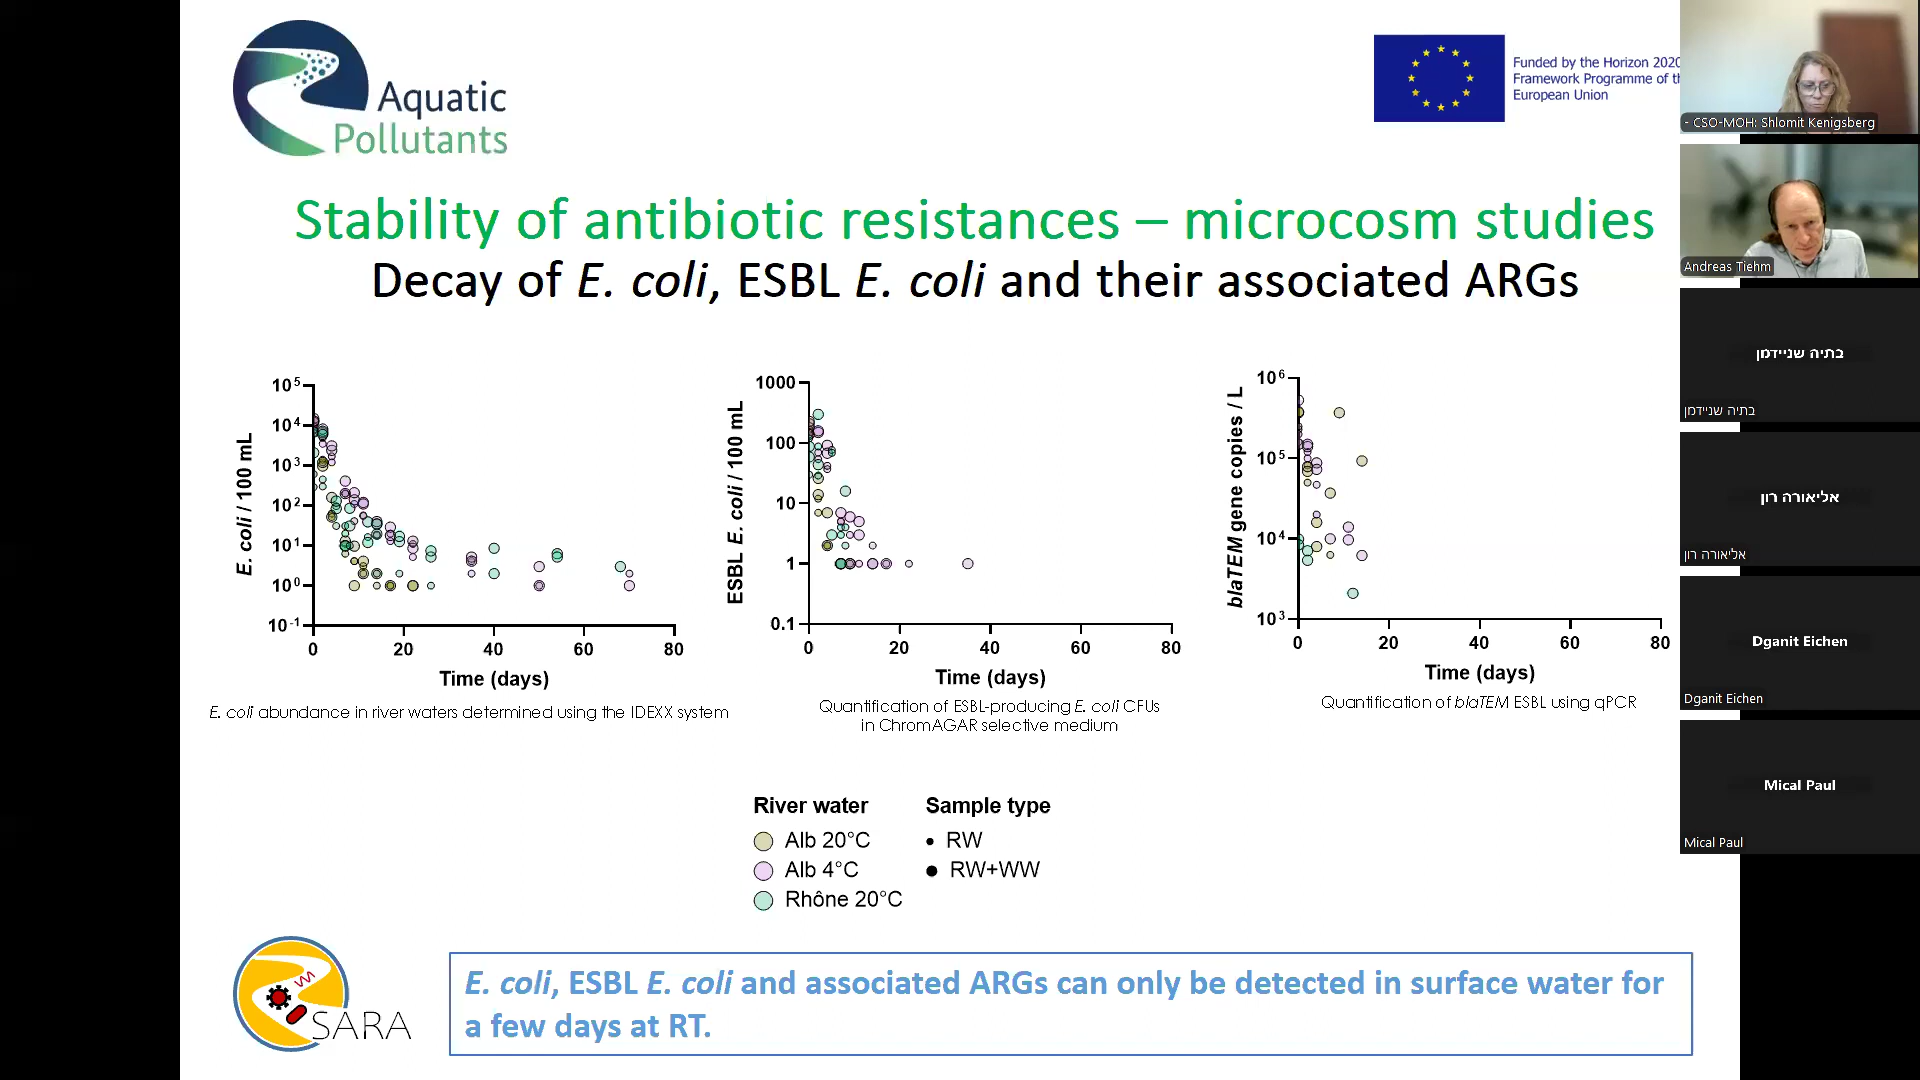 Aquatic
Pollutants
Funded by the Horizon 2020
Framework Programme of th
European Union
Stability of antibiotic resistances – microcosm studies
Decay of E. coli, ESBL E. coli and their associated ARGs
E. coli / 100 mL
10⁵
10⁴
10³
10²
10¹
10⁰
10⁻¹
0 20 40 60 80
Time (days)
E. coli abundance in river waters determined using the IDEXX system
ESBL E. coli / 100 mL
1000
100
10
1
0.1
0 20 40 60 80
Time (days)
Quantification of ESBL-producing E. coli CFUs
in ChromAGAR selective medium
blaTEM gene copies / L
10⁶
10⁵
10⁴
10³
0 20 40 60 80
Time (days)
Quantification of blaTEM ESBL using qPCR
River water
Alb 20°C
Alb 4°C
Rhône 20°C
Sample type
RW
RW+WW
SARA
E. coli, ESBL E. coli and associated ARGs can only be detected in surface water for
a few days at RT.
- CSO-MOH: Shlomit Kenigsberg
Andreas Tiehm
בתיה שניידמן
בתיה שניידמן
אליאורה רון
אליאורה רון
Dganit Eichen
Dganit Eichen
Mical Paul
Mical Paul